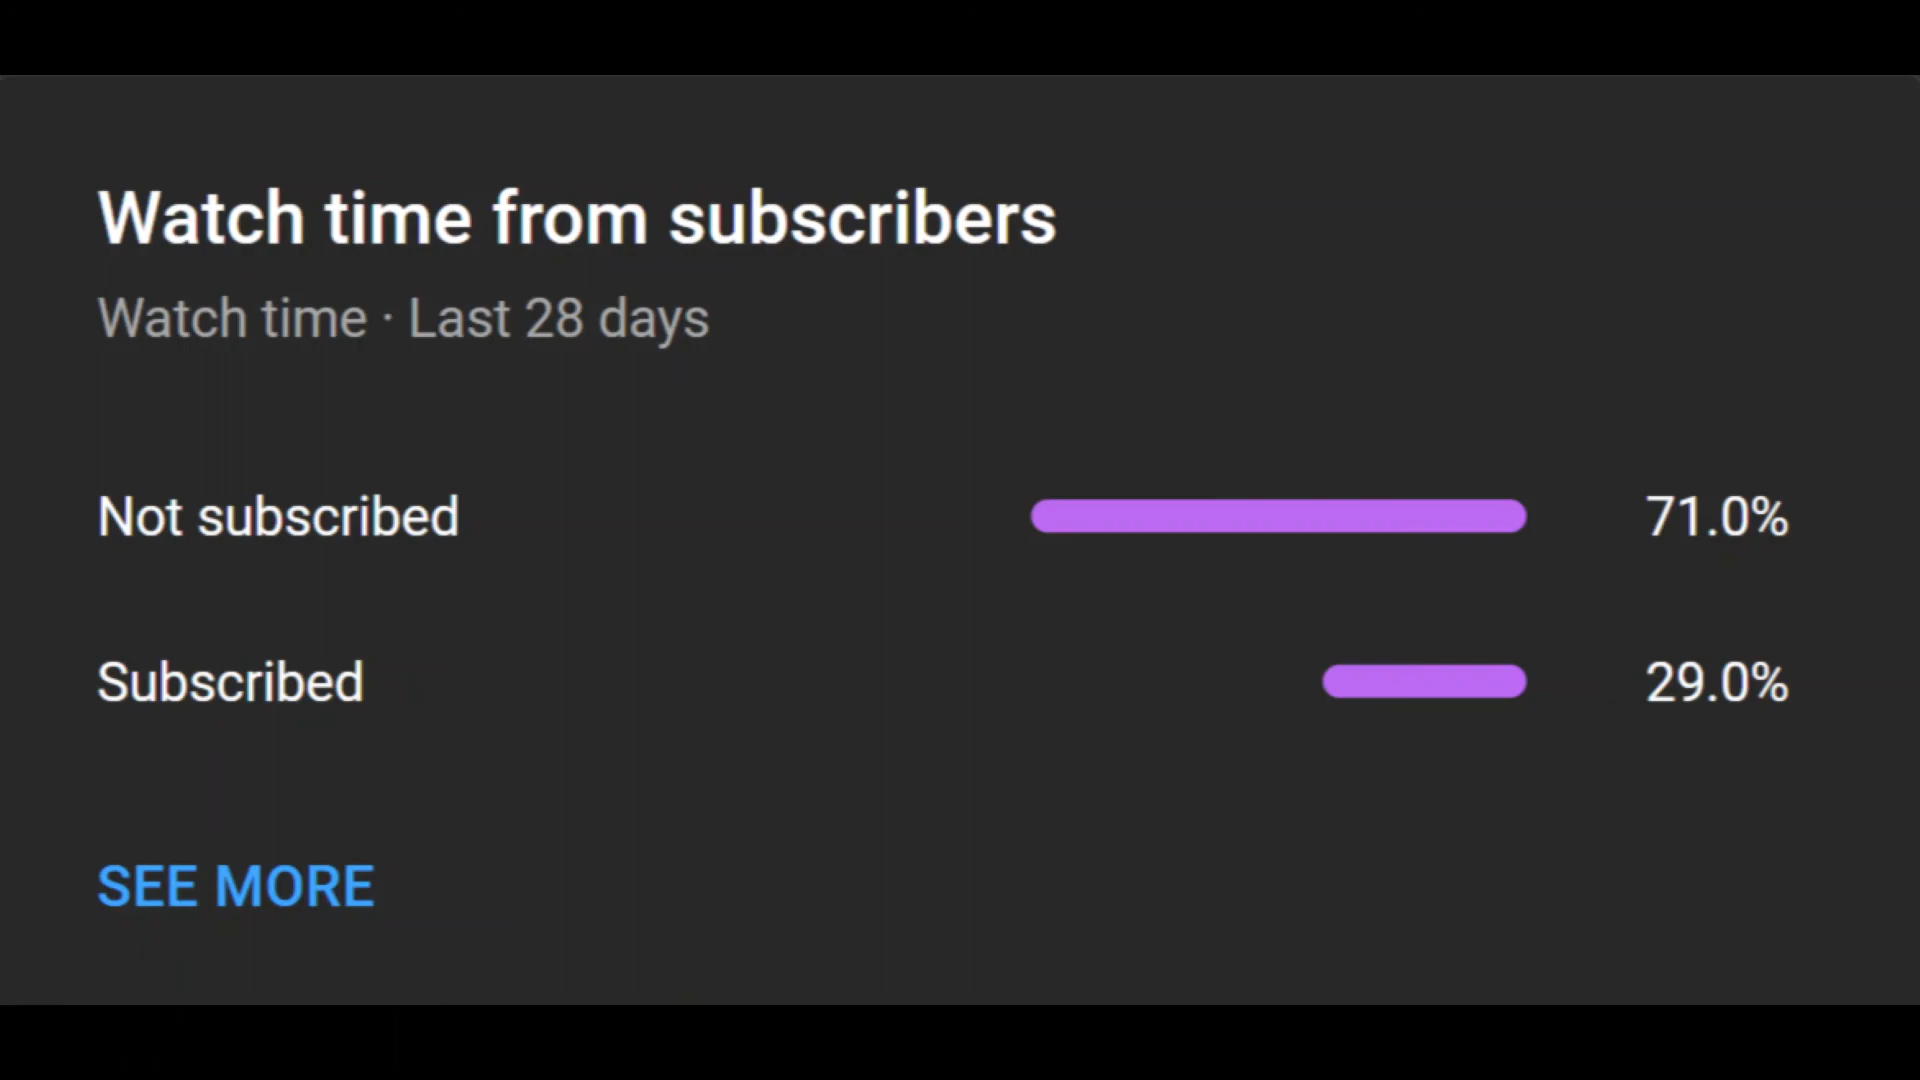 Watch time from subscribers
Watch time · Last 28 days
Not subscribed 71.0%
Subscribed 29.0%
SEE MORE